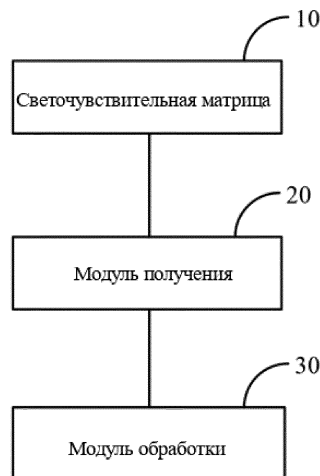 10
Светочувствительная матрица
20
Модуль получения
30
Модуль обработки